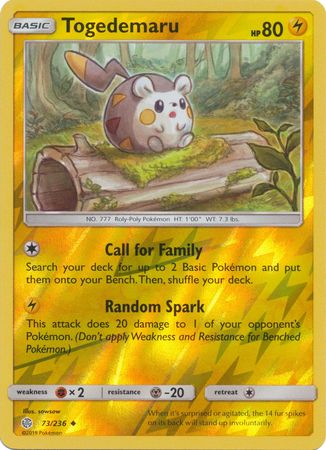 BASIC
Togedemaru
HP 80
NO. 777 Roly-Poly Pokémon HT: 1'00" WT: 7.3 lbs.
Call for Family
Search your deck for up to 2 Basic Pokémon and put
them onto your Bench. Then, shuffle your deck.
Random Spark
This attack does 20 damage to 1 of your opponent's
Pokémon. (Don't apply Weakness and Resistance for Benched
Pokémon.)
weakness × 2 resistance -20 retreat
Illus. sowsow
73/236
©2019 Pokémon
When it's surprised or agitated, the 14 fur spikes on
its back will stand up involuntarily.